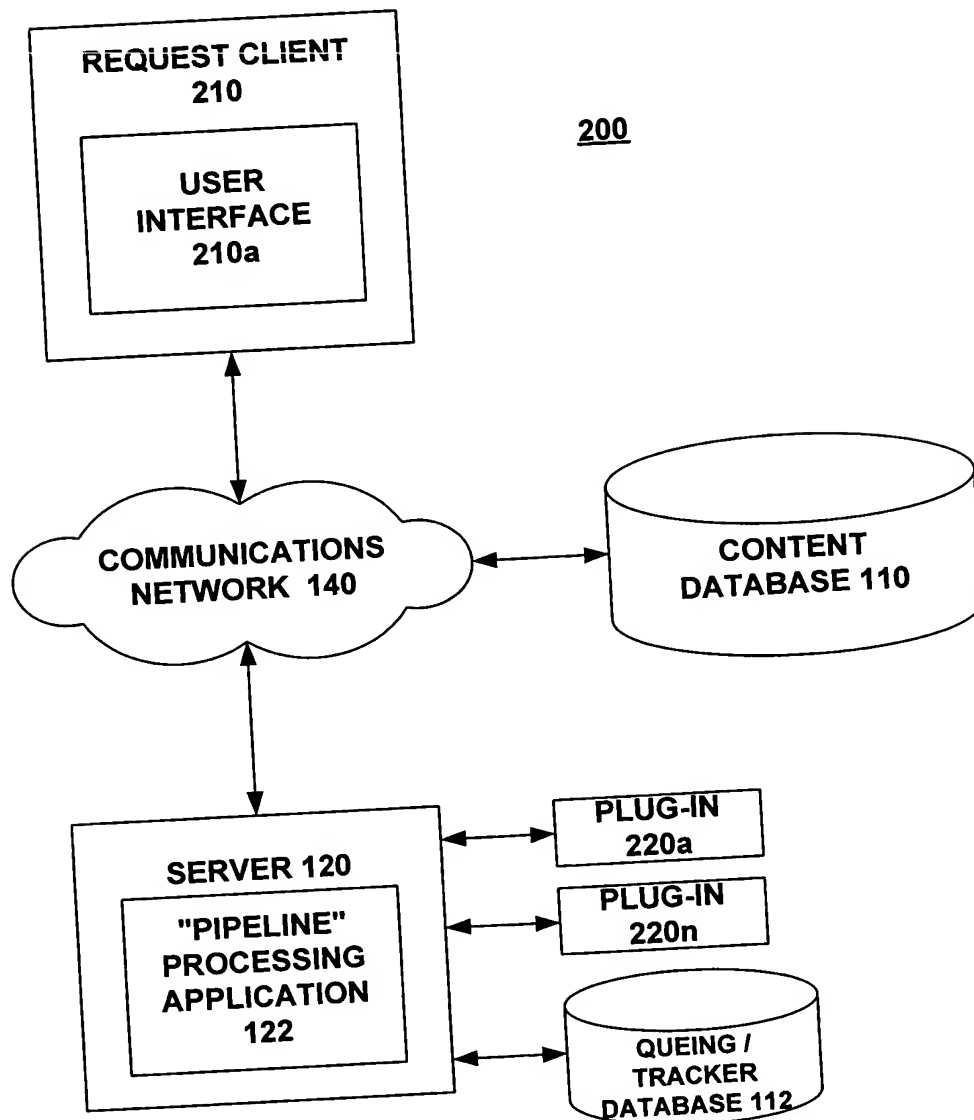 REQUEST CLIENT
210
200
USER
INTERFACE
210a
COMMUNICATIONS
NETWORK 140
CONTENT
DATABASE 110
PLUG-IN
220a
SERVER 120
PLUG-IN
220n
"PIPELINE"
PROCESSING
APPLICATION
122
QUEING /
TRACKER
DATABASE 112